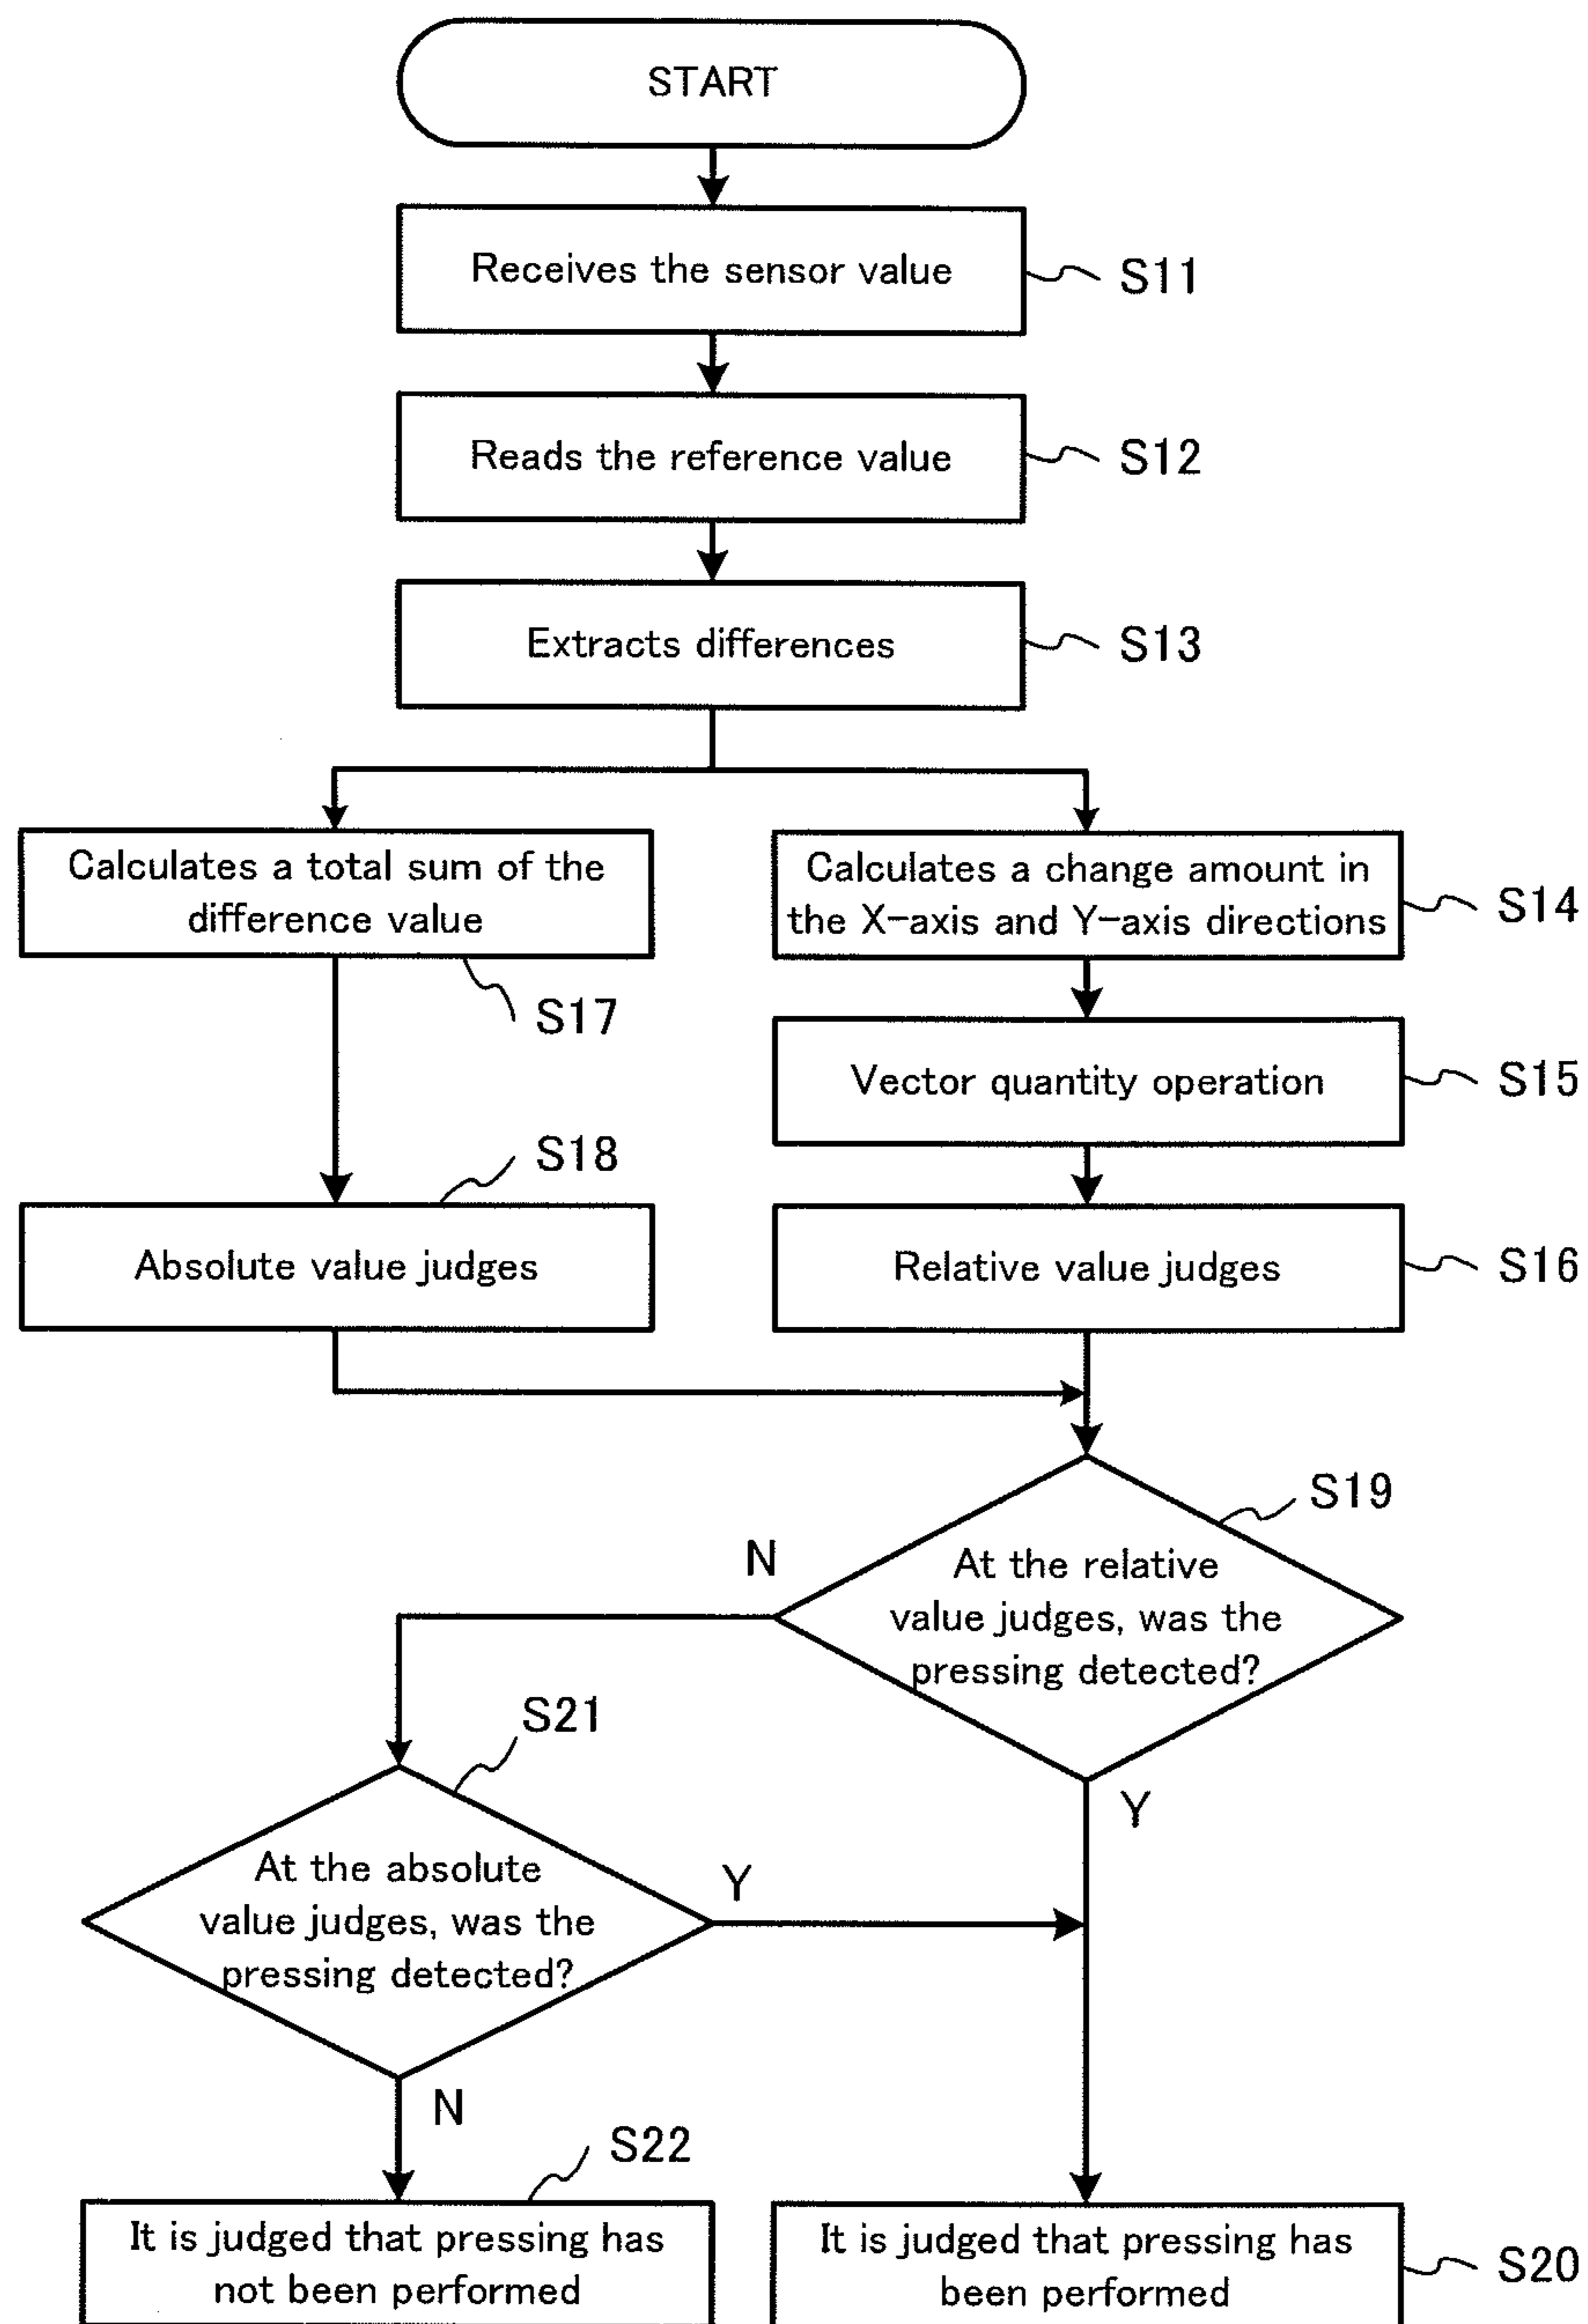 START
Receives the sensor value
S11
Reads the reference value
S12
Extracts differences
S13
Calculates a total sum of the
difference value
S17
Calculates a change amount in
the X-axis and Y-axis directions
S14
Vector quantity operation
S15
S18
Absolute value judges
Relative value judges
S16
S19
At the relative
value judges, was the
pressing detected?
N
Y
S21
At the absolute
value judges, was the
pressing detected?
Y
N
S22
It is judged that pressing has
not been performed
It is judged that pressing has
been performed
S20